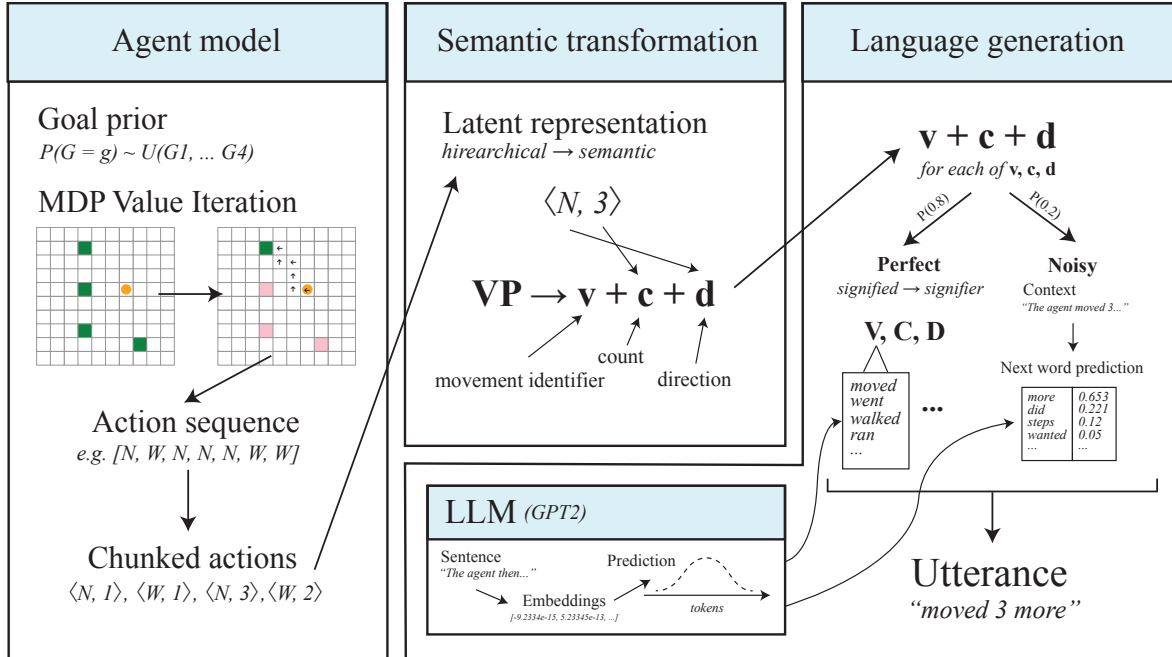 Agent model
Goal prior
P(G = g) ~ U(G1, ... G4)
MDP Value Iteration
Action sequence
e.g. [N, W, N, N, N, W, W]
Chunked actions
⟨N, 1⟩, ⟨W, 1⟩, ⟨N, 3⟩,⟨W, 2⟩
Semantic transformation
Latent representation
hirearchical → semantic
⟨N, 3⟩
VP → v + c + d
count
movement identifier
direction
Language generation
v + c + d
for each of v, c, d
P(0.8)
P(0.2)
Perfect
signified → signifier
V, C, D
moved
went
walked
ran
...
...
Noisy
Context
“The agent moved 3...”
Next word prediction
more 0.653
did 0.221
steps 0.12
wanted 0.05
... ...
LLM (GPT2)
Sentence
“The agent then...”
Embeddings
[-9.2334e-15, 5.23345e-13, ...]
Prediction
tokens
Utterance
“moved 3 more”